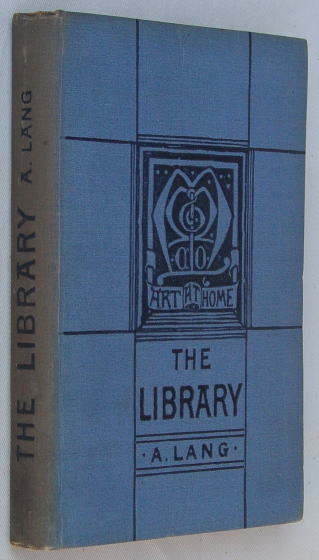 THE LIBRARY A. LANG
ART AT HOME
THE
LIBRARY
· A. LANG ·